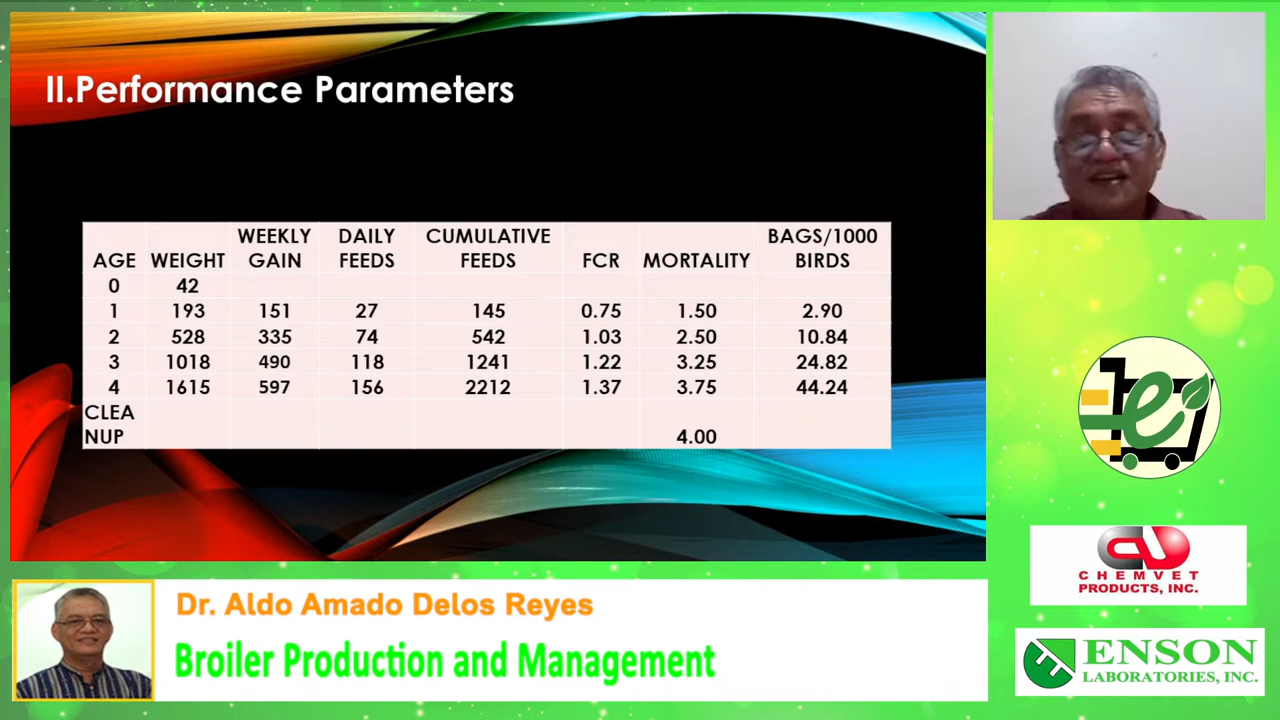 II.Performance Parameters
WEEKLY DAILY CUMULATIVE BAGS/1000
AGE WEIGHT GAIN FEEDS FEEDS FCR MORTALITY BIRDS
0 42
1 193 151 27 145 0.75 1.50 2.90
2 528 335 74 542 1.03 2.50 10.84
3 1018 490 118 1241 1.22 3.25 24.82
4 1615 597 156 2212 1.37 3.75 44.24
CLEA
NUP 4.00
e
CHEMVET
PRODUCTS, INC.
Dr. Aldo Amado Delos Reyes
Broiler Production and Management
ENSON
LABORATORIES, INC.